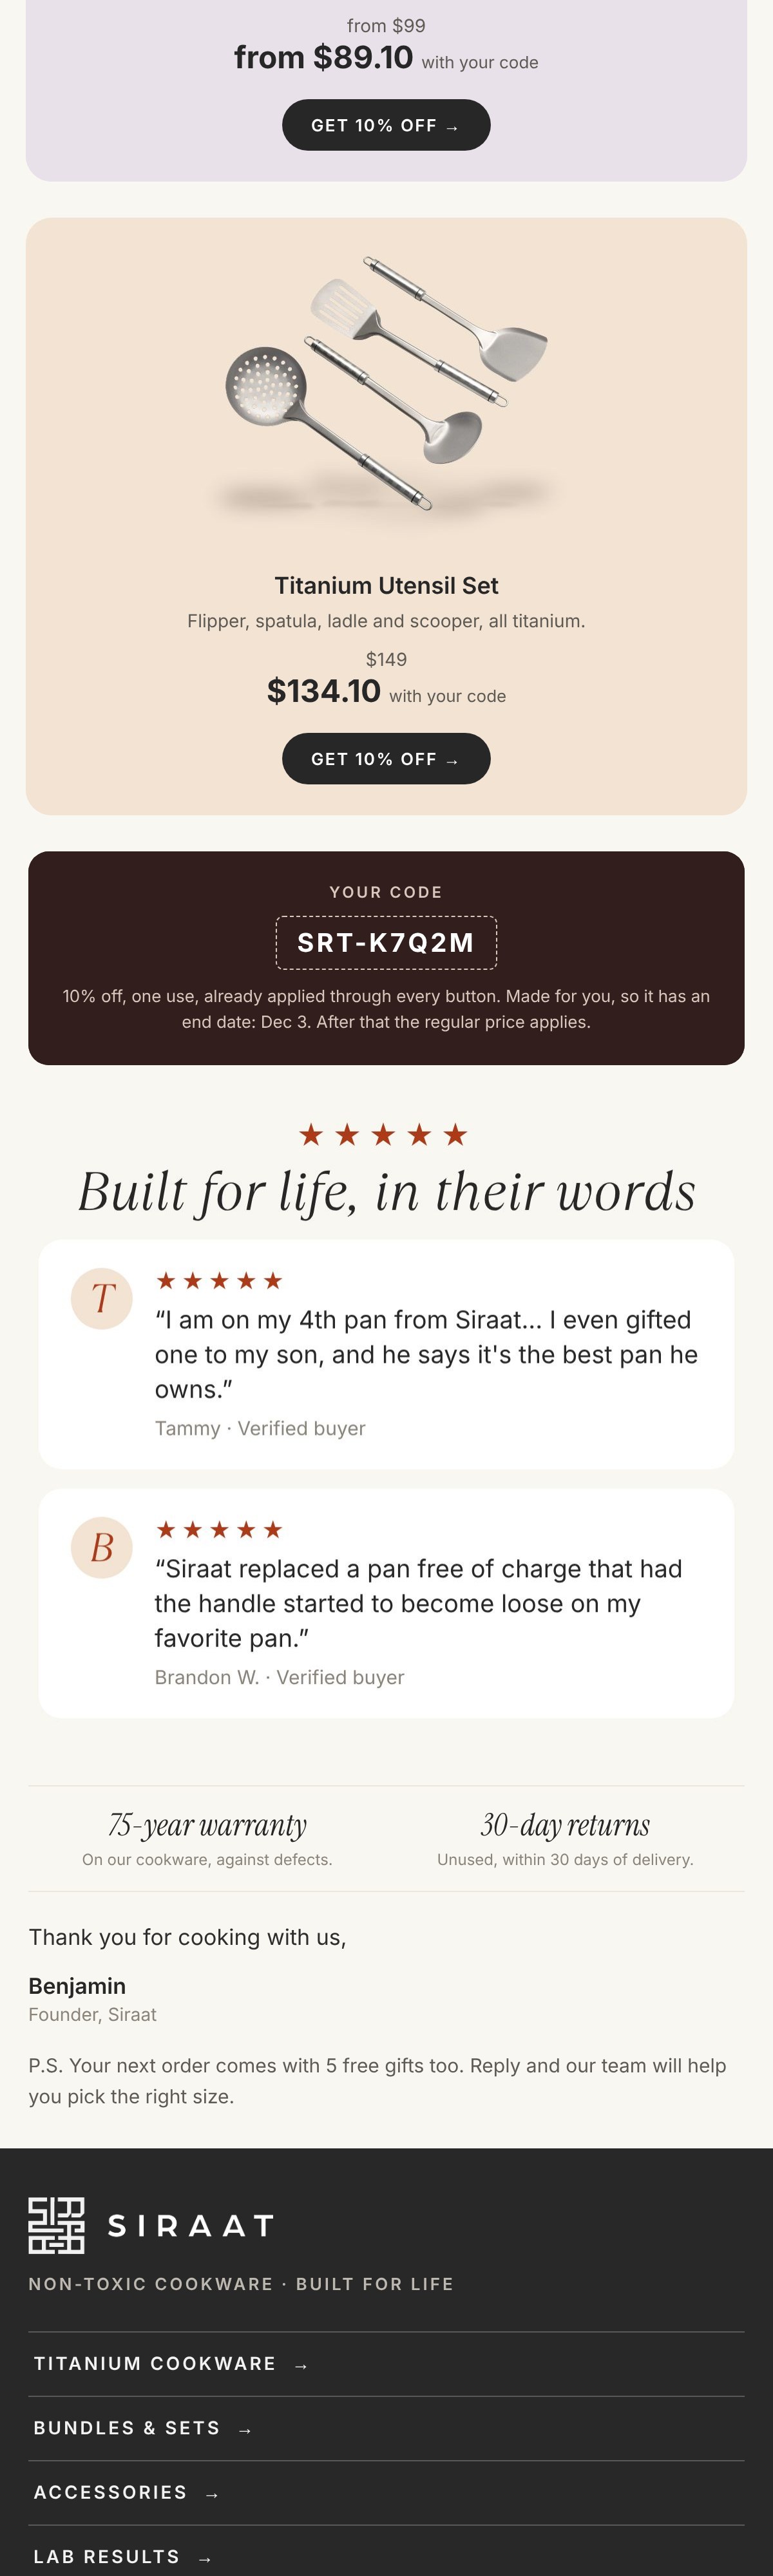 from $99
from $89.10 with your code
GET 10% OFF →
Titanium Utensil Set
Flipper, spatula, ladle and scooper, all titanium.
$149
$134.10 with your code
GET 10% OFF →
YOUR CODE
SRT-K7Q2M
10% off, one use, already applied through every button. Made for you, so it has an
end date: Dec 3. After that the regular price applies.
★★★★★
Built for life, in their words
T
★★★★★
“I am on my 4th pan from Siraat... I even gifted
one to my son, and he says it's the best pan he
owns.”
Tammy · Verified buyer
B
★★★★★
“Siraat replaced a pan free of charge that had
the handle started to become loose on my
favorite pan.”
Brandon W. · Verified buyer
75-year warranty
On our cookware, against defects.
30-day returns
Unused, within 30 days of delivery.
Thank you for cooking with us,
Benjamin
Founder, Siraat
P.S. Your next order comes with 5 free gifts too. Reply and our team will help
you pick the right size.
SIRAAT
NON-TOXIC COOKWARE · BUILT FOR LIFE
TITANIUM COOKWARE →
BUNDLES & SETS →
ACCESSORIES →
LAB RESULTS →